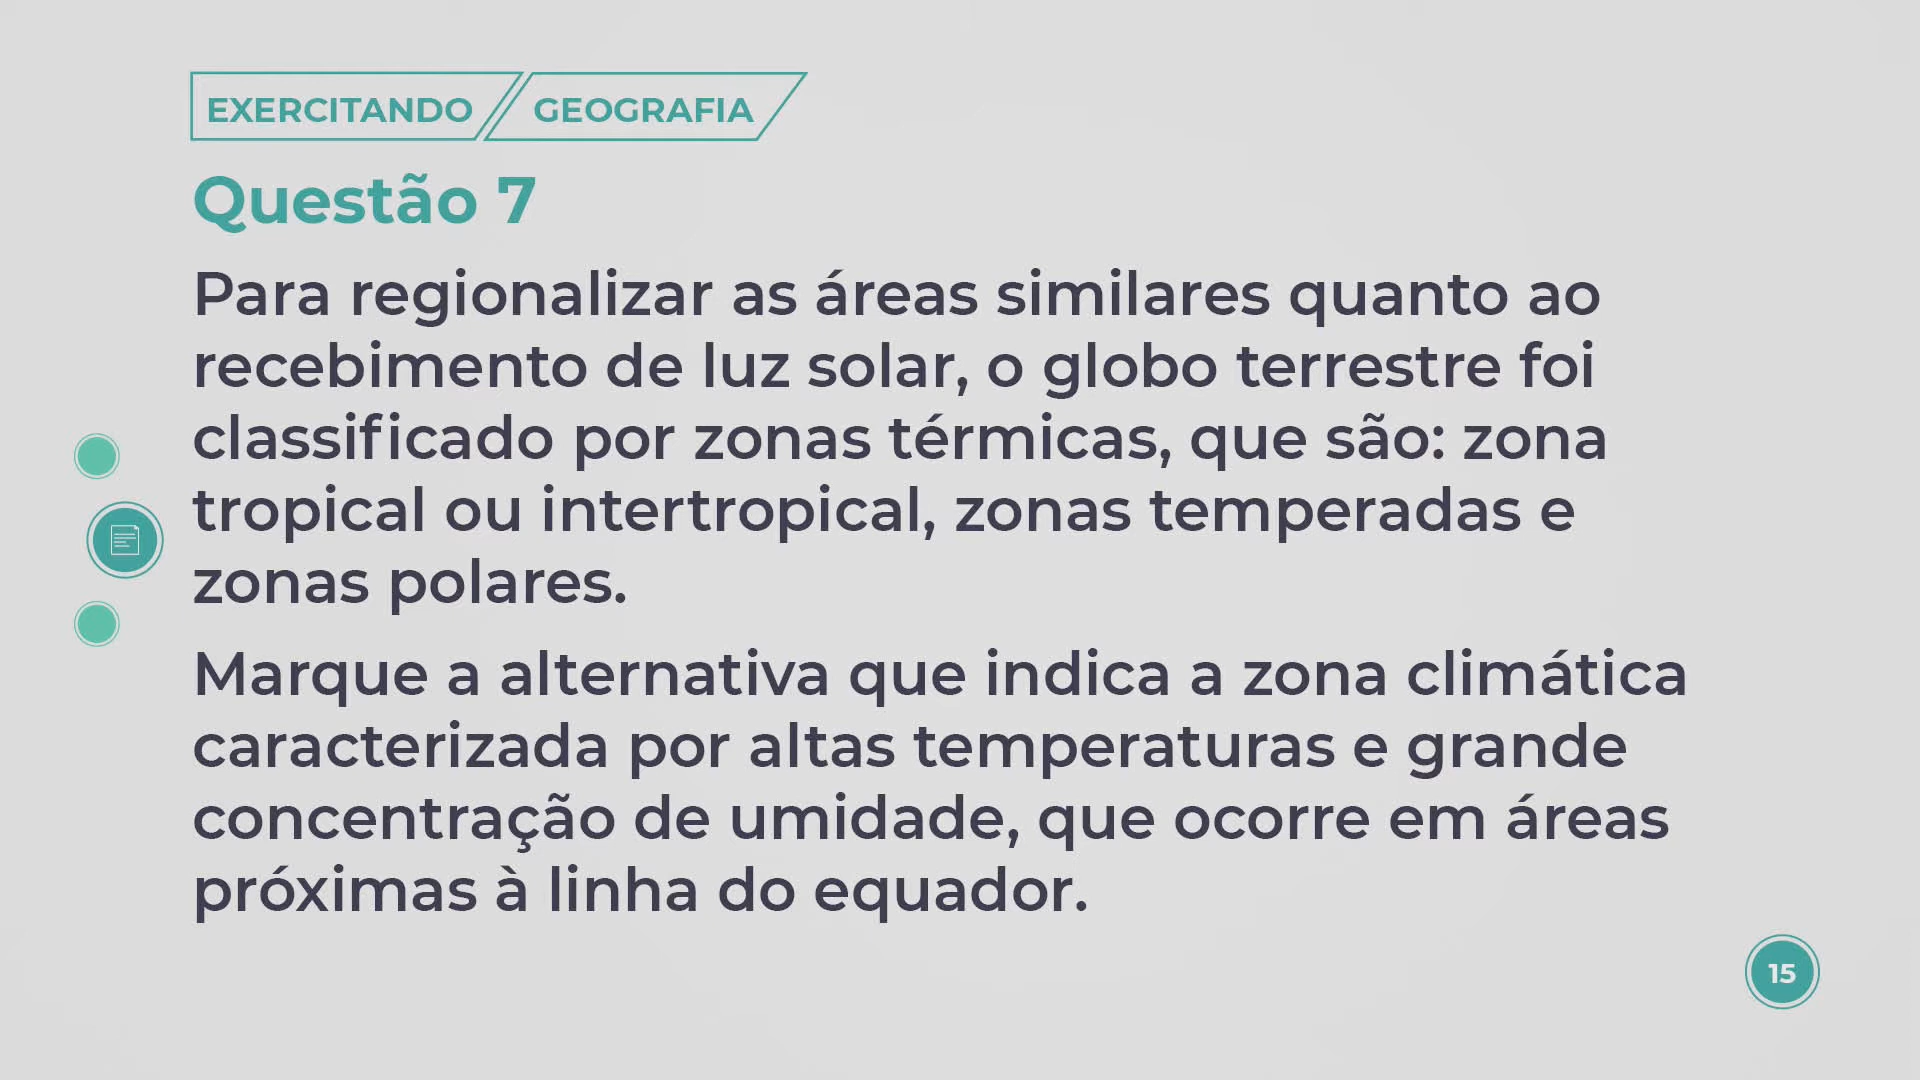 EXERCITANDO GEOGRAFIA
Questão 7
Para regionalizar as áreas similares quanto ao
recebimento de luz solar, o globo terrestre foi
classificado por zonas térmicas, que são: zona
tropical ou intertropical, zonas temperadas e
zonas polares.
Marque a alternativa que indica a zona climática
caracterizada por altas temperaturas e grande
concentração de umidade, que ocorre em áreas
próximas à linha do equador.
15